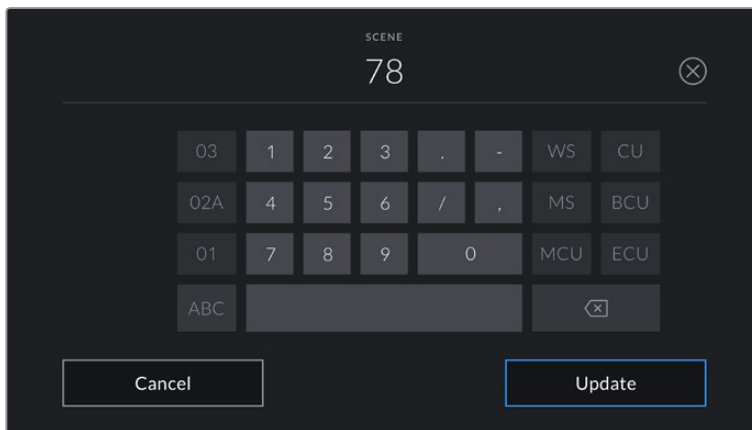 SCENE
78
03 1 2 3 . - WS CU
02A 4 5 6 / , MS BCU
01 7 8 9 0 MCU ECU
ABC
Cancel Update